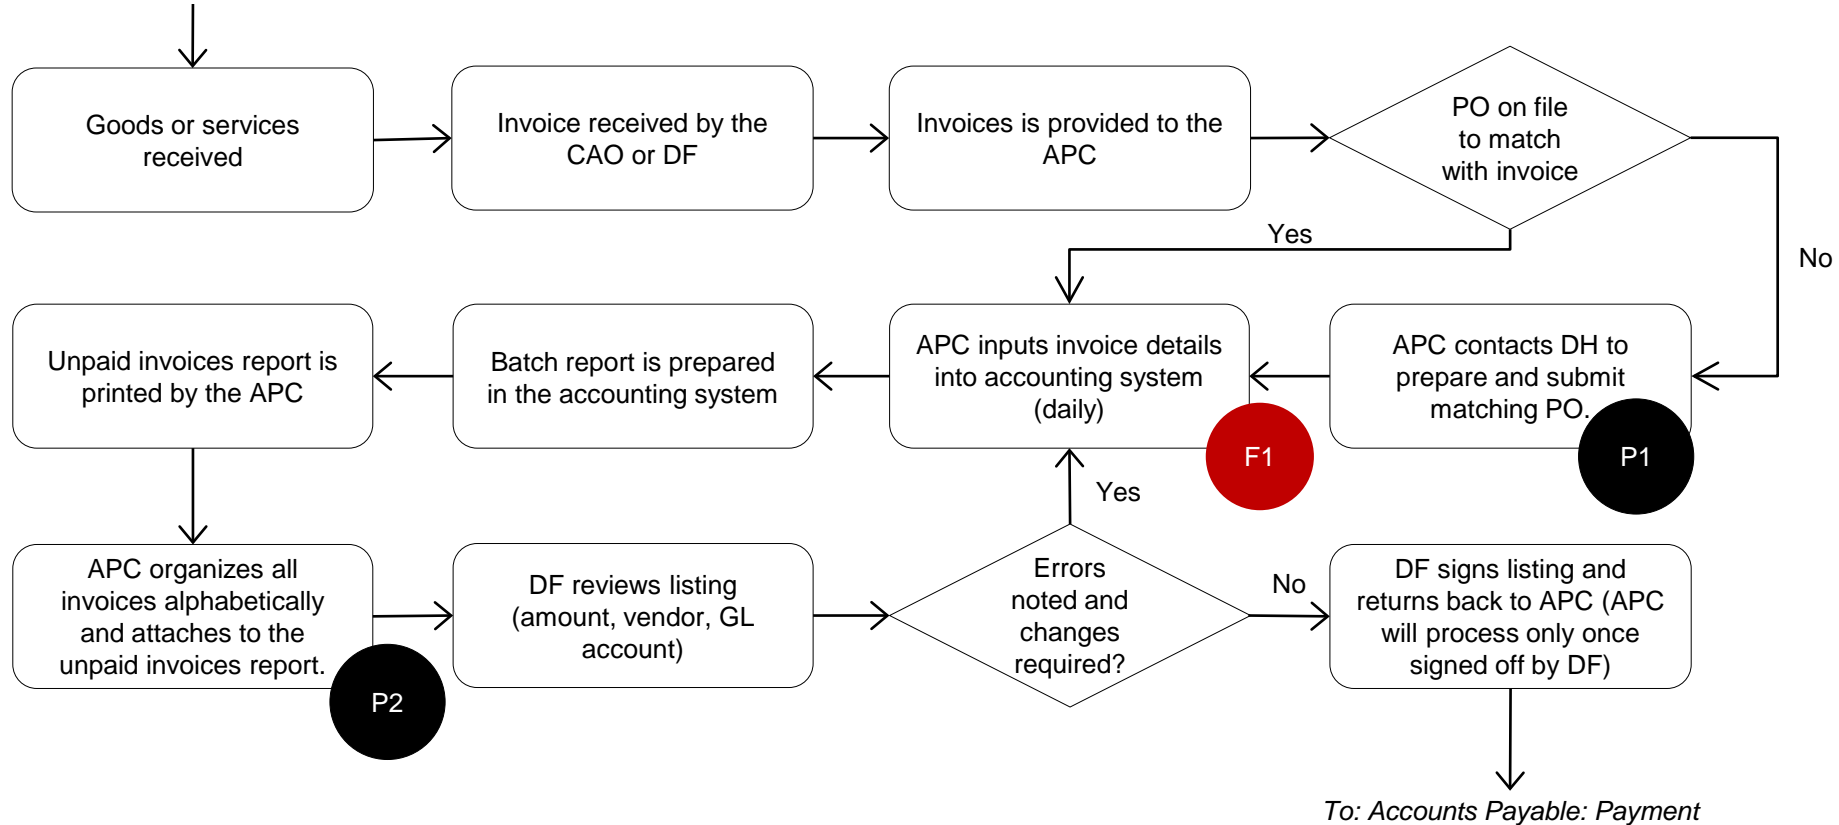 Goods or services
received
Invoice received by the
CAO or DF
Invoices is provided to the
APC
PO on file
to match
with invoice
Yes
No
Unpaid invoices report is
printed by the APC
Batch report is prepared
in the accounting system
APC inputs invoice details
into accounting system
(daily)
F1
APC contacts DH to
prepare and submit
matching PO.
P1
Yes
APC organizes all
invoices alphabetically
and attaches to the
unpaid invoices report.
P2
DF reviews listing
(amount, vendor, GL
account)
Errors
noted and
changes
required?
No
DF signs listing and
returns back to APC (APC
will process only once
signed off by DF)
To: Accounts Payable: Payment